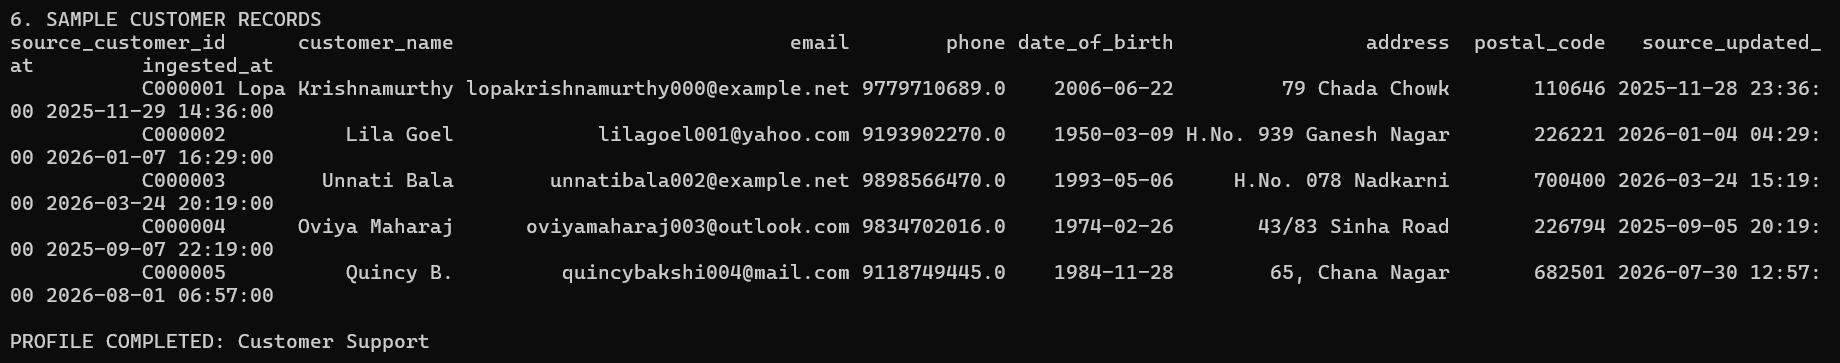 6. SAMPLE CUSTOMER RECORDS
source_customer_id      customer_name                            email        phone date_of_birth                address  postal_code   source_updated_
at         ingested_at
           C000001 Lopa Krishnamurthy lopakrishnamurthy000@example.net 9779710689.0    2006-06-22         79 Chada Chowk       110646 2025-11-28 23:36:
00 2025-11-29 14:36:00
           C000002          Lila Goel            lilagoel001@yahoo.com 9193902270.0    1950-03-09 H.No. 939 Ganesh Nagar       226221 2026-01-04 04:29:
00 2026-01-07 16:29:00
           C000003        Unnati Bala        unnatibala002@example.net 9898566470.0    1993-05-06     H.No. 078 Nadkarni       700400 2026-03-24 15:19:
00 2026-03-24 20:19:00
           C000004      Oviya Maharaj      oviyamaharaj003@outlook.com 9834702016.0    1974-02-26       43/83 Sinha Road       226794 2025-09-05 20:19:
00 2025-09-07 22:19:00
           C000005          Quincy B.         quincybakshi004@mail.com 9118749445.0    1984-11-28        65, Chana Nagar       682501 2026-07-30 12:57:
00 2026-08-01 06:57:00
PROFILE COMPLETED: Customer Support